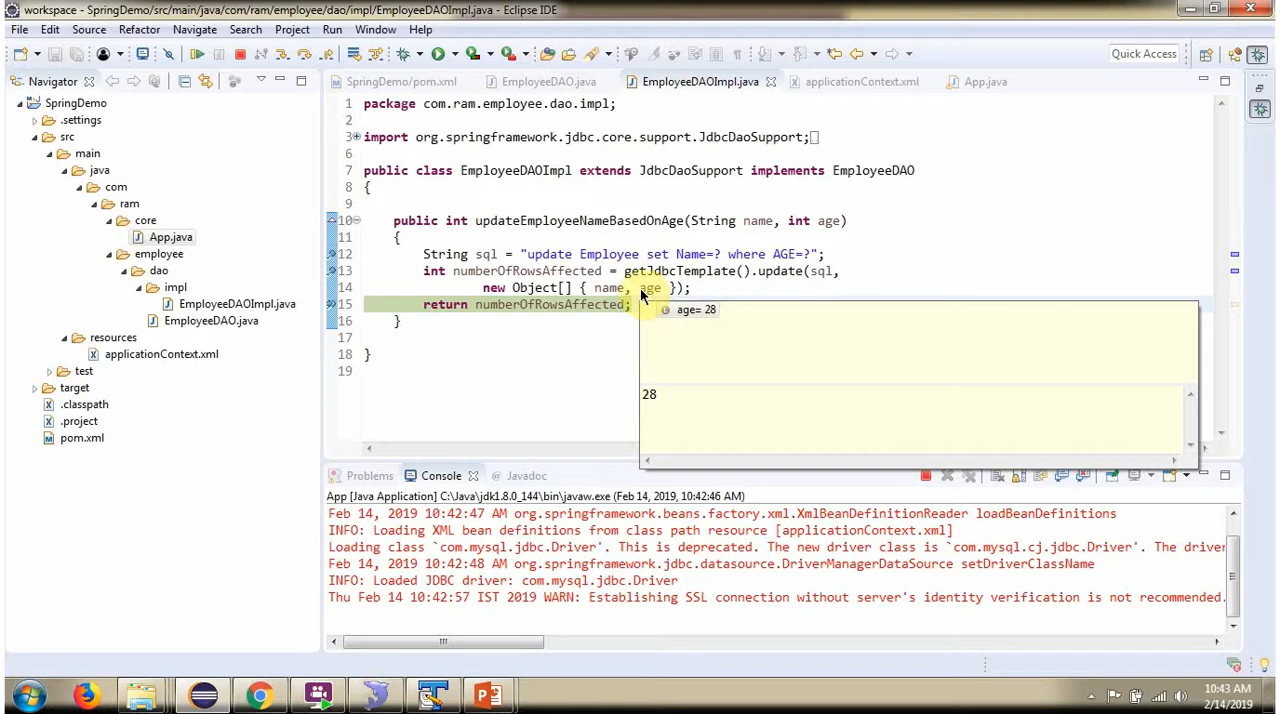 workspace - SpringDemo/src/main/java/com/ram/employee/dao/impl/EmployeeDAOImpl.java - Eclipse IDE
File Edit Source Refactor Navigate Search Project Run Window Help
Quick Access
Navigator
SpringDemo/pom.xml EmployeeDAO.java EmployeeDAOImpl.java applicationContext.xml App.java
SpringDemo
.settings
src
main
java
com
ram
core
App.java
employee
dao
impl
EmployeeDAOImpl.java
EmployeeDAO.java
resources
applicationContext.xml
test
target
.classpath
.project
pom.xml
1 package com.ram.employee.dao.impl;
2
3 import org.springframework.jdbc.core.support.JdbcDaoSupport;
6
7 public class EmployeeDAOImpl extends JdbcDaoSupport implements EmployeeDAO
8 {
9
10 public int updateEmployeeNameBasedOnAge(String name, int age)
11 {
12 String sql = "update Employee set Name=? where AGE=?";
13 int numberOfRowsAffected = getJdbcTemplate().update(sql,
14 new Object[] { name, age });
15 return numberOfRowsAffected;
16 }
17
18 }
19
age= 28
28
Problems Console Javadoc
App [Java Application] C:\Java\jdk1.8.0_144\bin\javaw.exe (Feb 14, 2019, 10:42:46 AM)
Feb 14, 2019 10:42:47 AM org.springframework.beans.factory.xml.XmlBeanDefinitionReader loadBeanDefinitions
INFO: Loading XML bean definitions from class path resource [applicationContext.xml]
Loading class `com.mysql.jdbc.Driver'. This is deprecated. The new driver class is `com.mysql.cj.jdbc.Driver'. The driver
Feb 14, 2019 10:42:48 AM org.springframework.jdbc.datasource.DriverManagerDataSource setDriverClassName
INFO: Loaded JDBC driver: com.mysql.jdbc.Driver
Thu Feb 14 10:42:57 IST 2019 WARN: Establishing SSL connection without server's identity verification is not recommended.
10:43 AM
2/14/2019